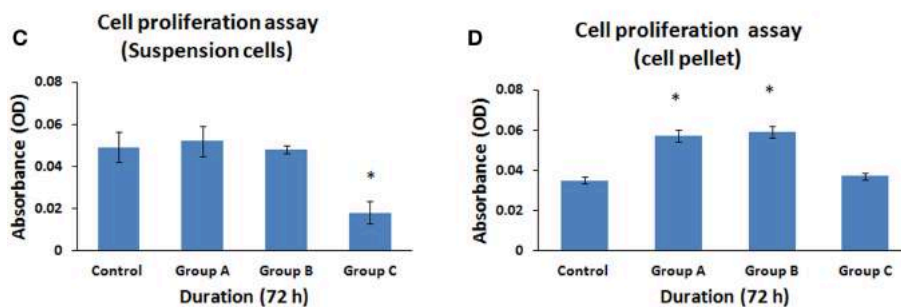 C
Cell proliferation assay
(Suspension cells)
Absorbance (OD)
0.08
0.06
0.04
0.02
0
*
Control Group A Group B Group C
Duration (72 h)
D
Cell proliferation assay
(cell pellet)
Absorbance (OD)
0.08
0.06
0.04
0.02
0
* *
Control Group A Group B Group C
Duration (72 h)